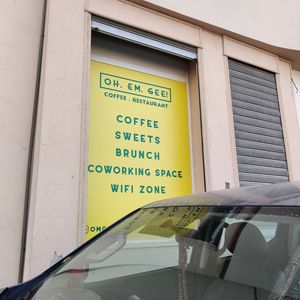 OH. EM. GEE!
COFFEE . RESTAURANT
COFFEE
SWEETS
BRUNCH
COWORKING SPACE
WIFI ZONE